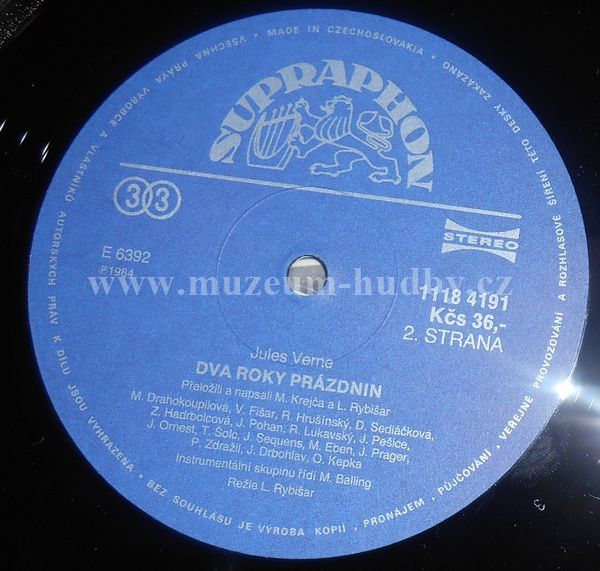 VŠECHNA PRÁVA VÝROBCE A VLASTNÍKŮ AUTORSKÝCH PRÁV K DÍLU JSOU VYHRAZENA • BEZ SOUHLASU JE VÝROBA KOPIÍ, PRONÁJEM, PŮJČOVÁNÍ, VEŘEJNÉ PROVOZOVÁNÍ A ROZHLASOVÉ ŠÍŘENÍ TÉTO DESKY ZAKÁZÁNO • MADE IN CZECHOSLOVAKIA •
SUPRAPHON
33
STEREO
E 6392
℗1984
www.muzeum-hudby.cz
1118 4191
Kčs 36,-
2. STRANA
Jules Verne
DVA ROKY PRÁZDNIN
Přeložili a napsali M. Krejča a L. Rybišar
M. Drahokoupilová, V. Fišar, R. Hrušínský, D. Sedláčková,
Z. Hadrbolcová, J. Pohan, R. Lukavský, J. Pešice,
J. Ornest, T. Šolc, J. Sequens, M. Eben, J. Prager,
P. Zdražil, J. Drbohlav, O. Kepka
Instrumentální skupinu řídí M. Balling
Režie L. Rybišar
3